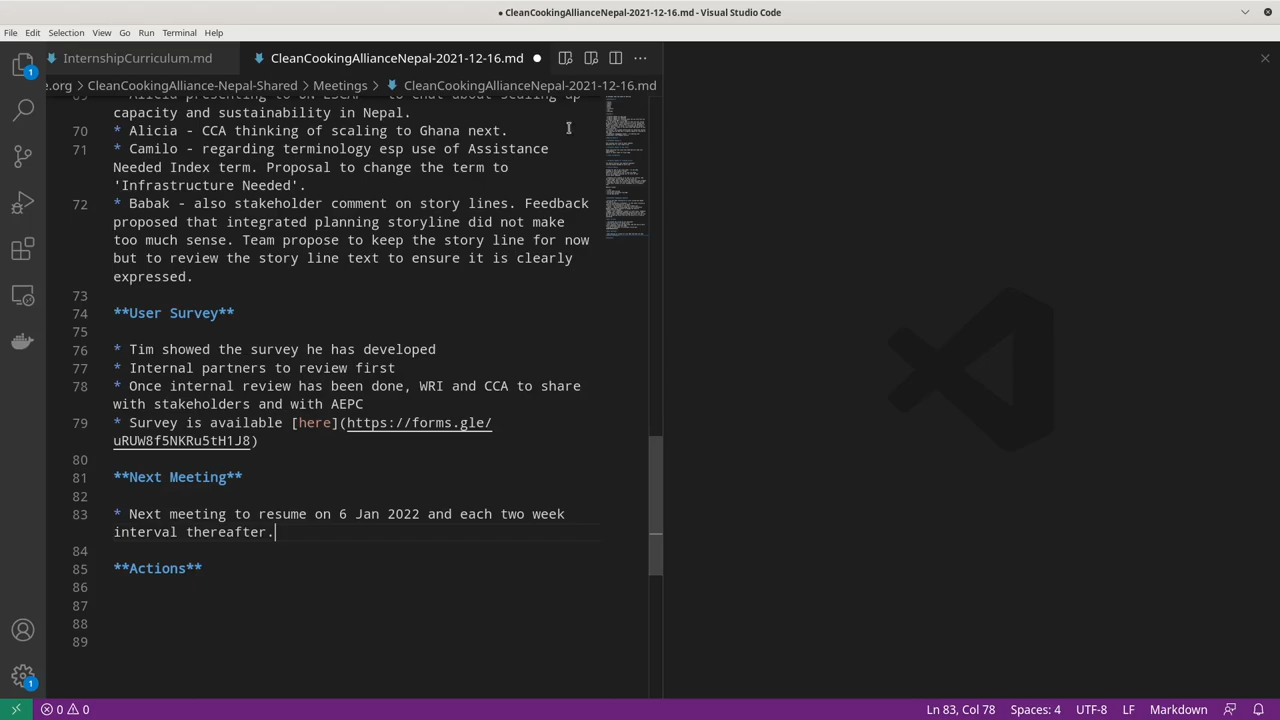 • CleanCookingAllianceNepal-2021-12-16.md - Visual Studio Code
File Edit Selection View Go Run Terminal Help
InternshipCurriculum.md CleanCookingAllianceNepal-2021-12-16.md ● ···
e.org > CleanCookingAlliance-Nepal-Shared > Meetings > CleanCookingAllianceNepal-2021-12-16.md
capacity and sustainability in Nepal.
70 * Alicia - CCA thinking of scaling to Ghana next.
71 * Camilo - regarding terminology esp use of Assistance
Needed Index term. Proposal to change the term to
'Infrastructure Needed'.
72 * Babak - also stakeholder comment on story lines. Feedback
proposed that integrated planning storyline did not make
too much sense. Team propose to keep the story line for now
but to review the story line text to ensure it is clearly
expressed.
73
74 **User Survey**
75
76 * Tim showed the survey he has developed
77 * Internal partners to review first
78 * Once internal review has been done, WRI and CCA to share
with stakeholders and with AEPC
79 * Survey is available [here](https://forms.gle/
uRUW8f5NKRu5tH1J8)
80
81 **Next Meeting**
82
83 * Next meeting to resume on 6 Jan 2022 and each two week
interval thereafter.
84
85 **Actions**
86
87
88
89
1
1
0 0 Ln 83, Col 78 Spaces: 4 UTF-8 LF Markdown